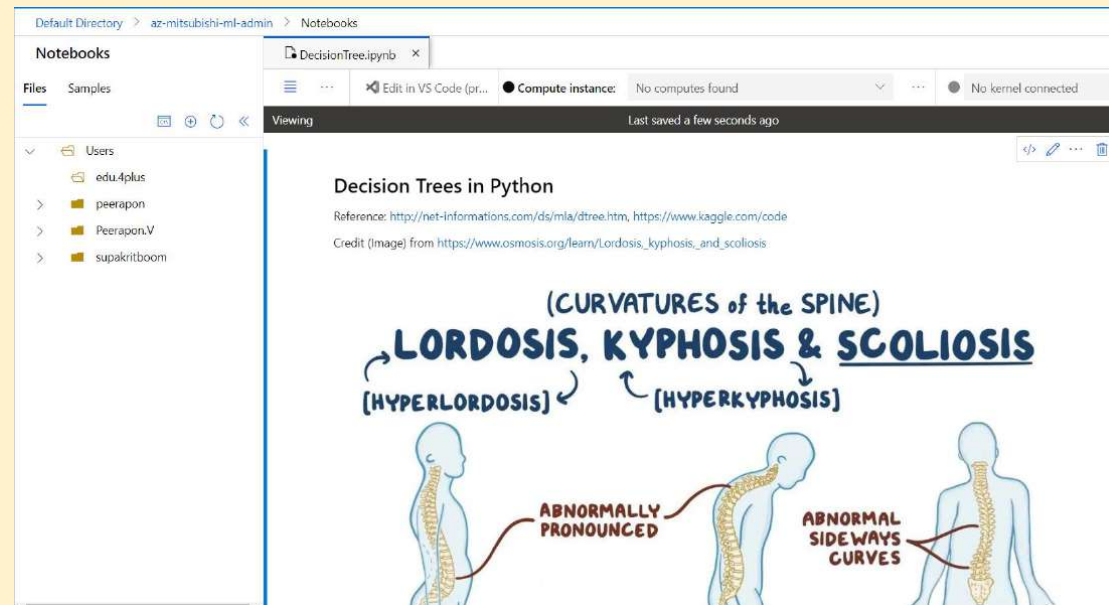 Default Directory > az-mitsubishi-ml-admin > Notebooks
Notebooks
Files Samples
Users
edu.4plus
peerapon
Peerapon.V
supakritboom
DecisionTree.ipynb ×
... Edit in VS Code (pr... Compute instance: No computes found ... No kernel connected
Viewing Last saved a few seconds ago
Decision Trees in Python
Reference: http://net-informations.com/ds/mla/dtree.htm, https://www.kaggle.com/code
Credit (Image) from https://www.osmosis.org/learn/Lordosis,_kyphosis,_and_scoliosis
(CURVATURES of the SPINE)
LORDOSIS, KYPHOSIS & SCOLIOSIS
[HYPERLORDOSIS] [HYPERKYPHOSIS]
ABNORMALLY
PRONOUNCED
ABNORMAL
SIDEWAYS
CURVES